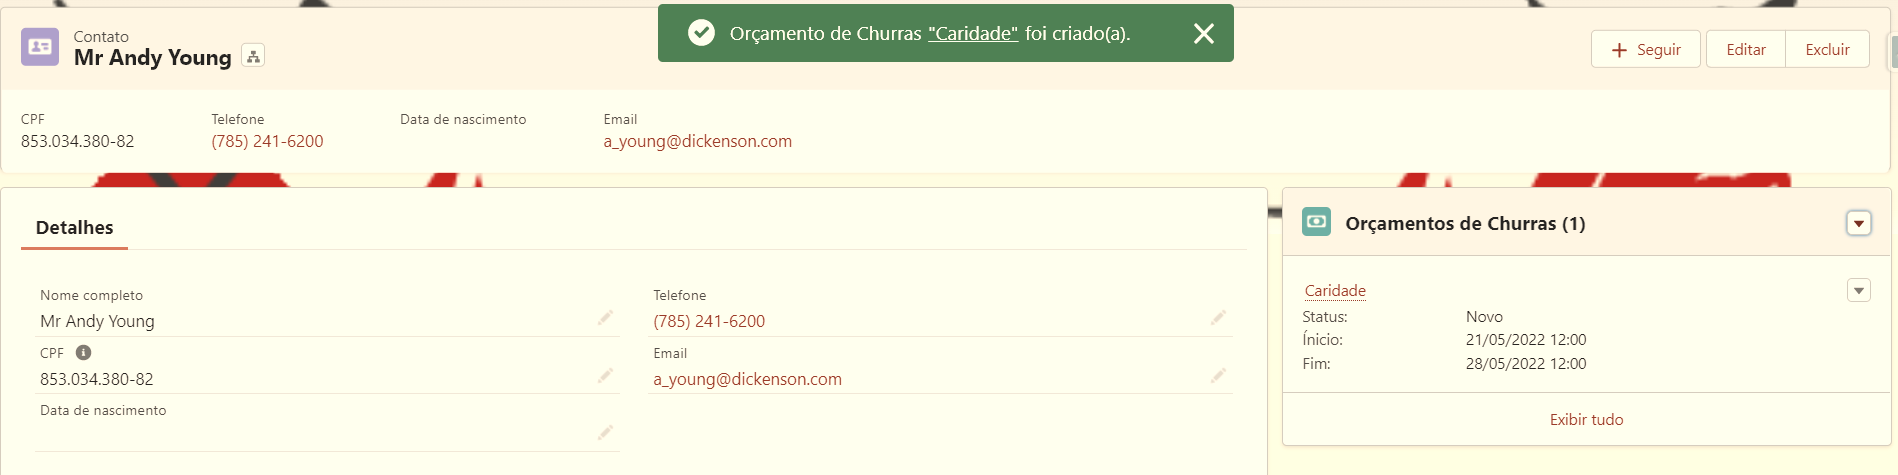 Orçamento de Churras "Caridade" foi criado(a).
Contato
Mr Andy Young
Seguir
Editar
Excluir
CPF
Telefone
Data de nascimento
Email
853.034.380-82
(785) 241-6200
a_young@dickenson.com
Detalhes
Nome completo
Mr Andy Young
Telefone
(785) 241-6200
CPF
853.034.380-82
Email
a_young@dickenson.com
Data de nascimento
Orçamentos de Churras (1)
Caridade
Status: Novo
Ínicio: 21/05/2022 12:00
Fim: 28/05/2022 12:00
Exibir tudo